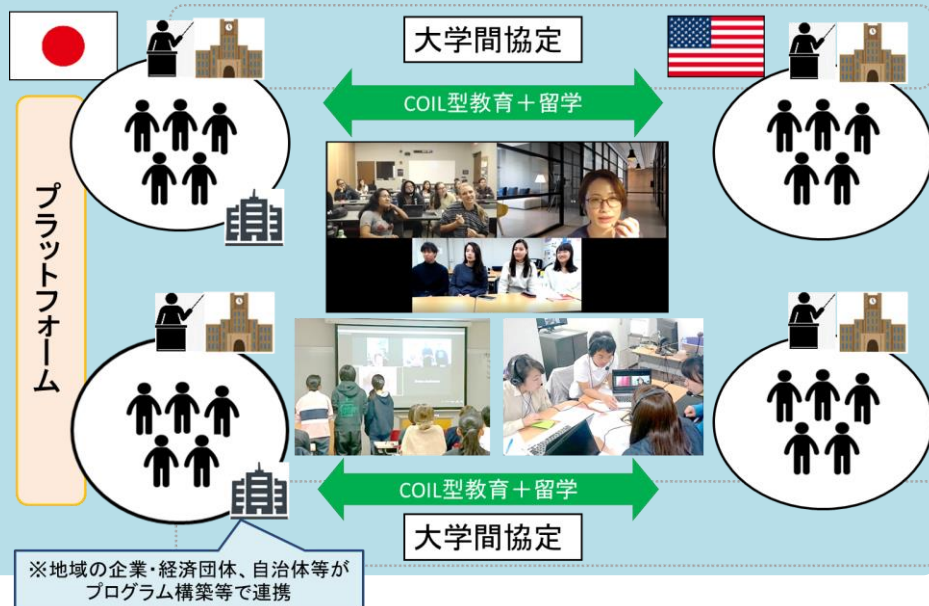 大学間協定
COIL型教育＋留学
プラットフォーム
COIL型教育＋留学
大学間協定
※地域の企業・経済団体、自治体等が
プログラム構築等で連携